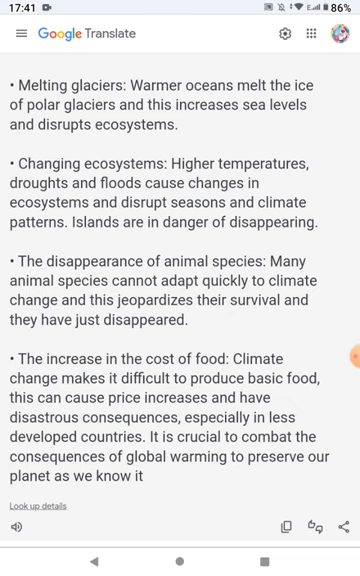 17:41 86%
Google Translate
• Melting glaciers: Warmer oceans melt the ice
of polar glaciers and this increases sea levels
and disrupts ecosystems.
• Changing ecosystems: Higher temperatures,
droughts and floods cause changes in
ecosystems and disrupt seasons and climate
patterns. Islands are in danger of disappearing.
• The disappearance of animal species: Many
animal species cannot adapt quickly to climate
change and this jeopardizes their survival and
they have just disappeared.
• The increase in the cost of food: Climate
change makes it difficult to produce basic food,
this can cause price increases and have
disastrous consequences, especially in less
developed countries. It is crucial to combat the
consequences of global warming to preserve our
planet as we know it
Look up details